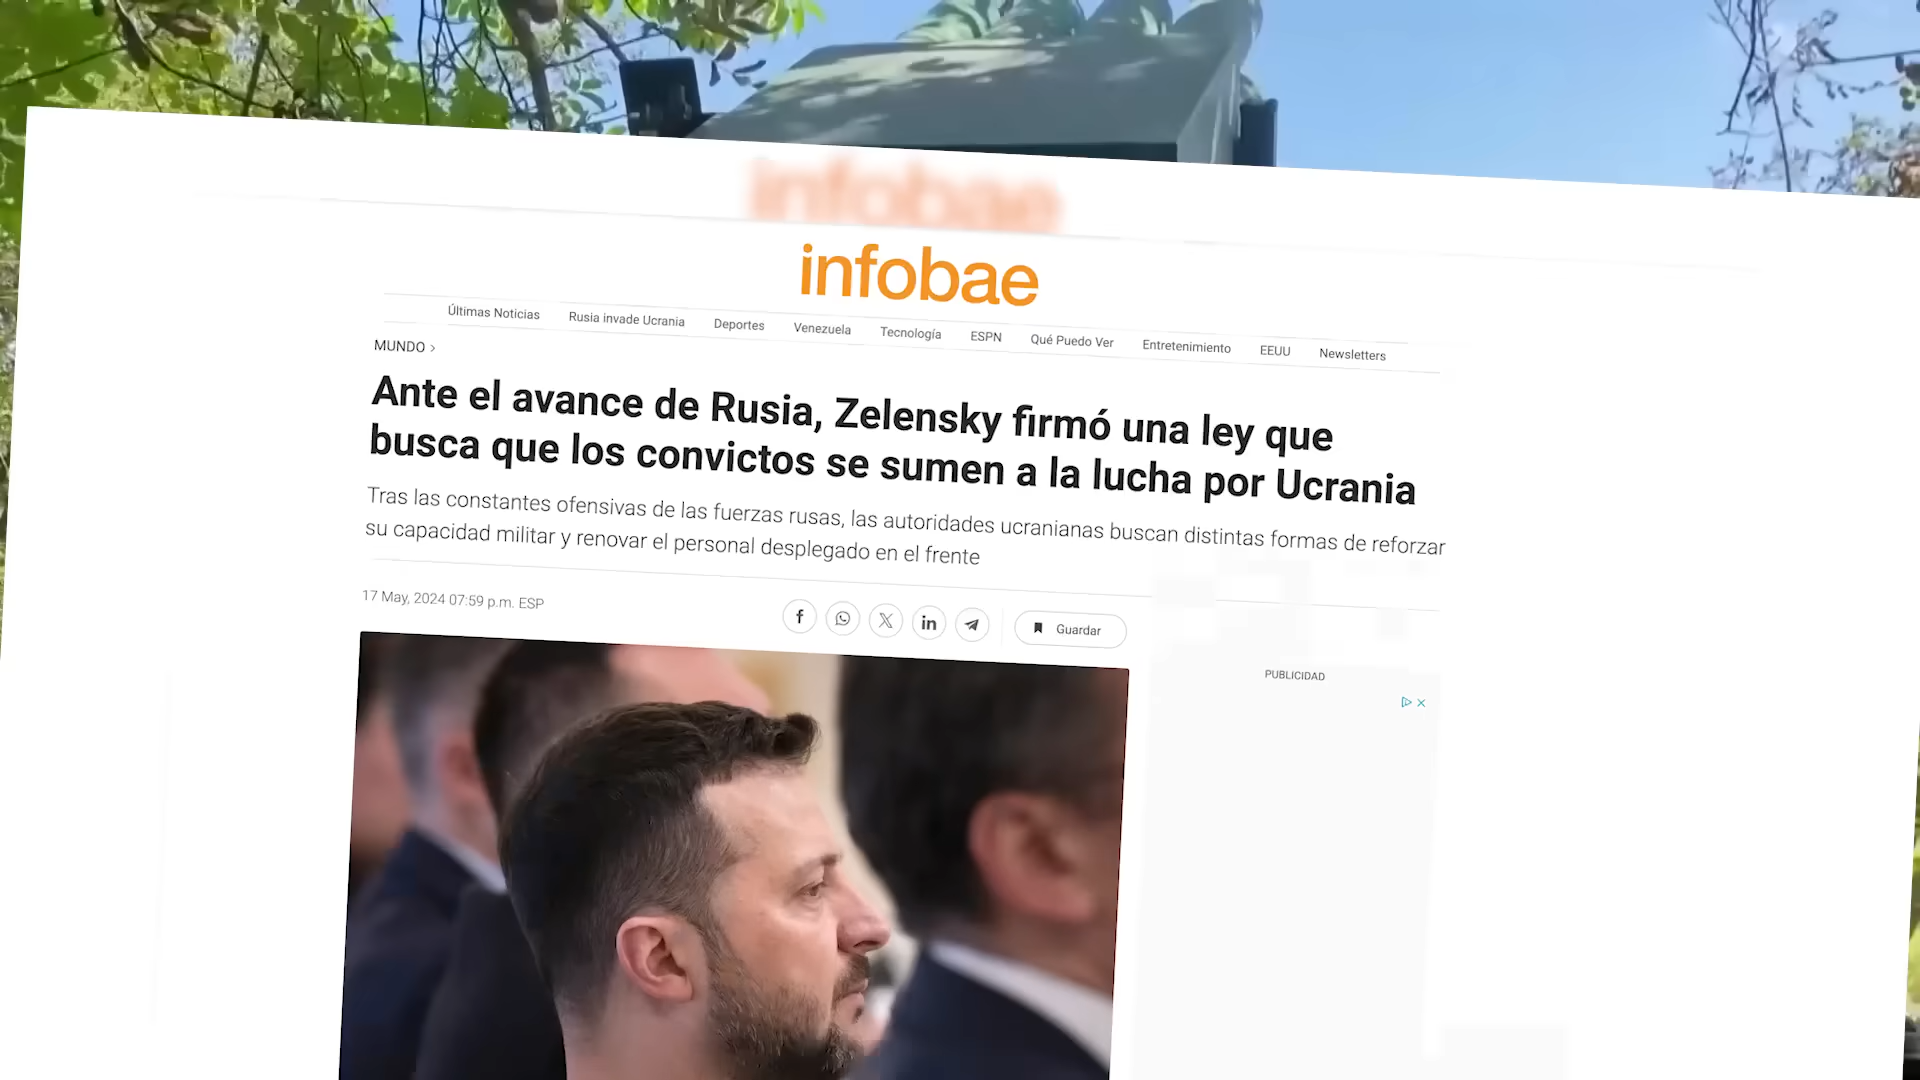 infobae
infobae
Últimas Noticias Rusia invade Ucrania Deportes Venezuela Tecnología ESPN Qué Puedo Ver Entretenimiento EEUU Newsletters
MUNDO >
Ante el avance de Rusia, Zelensky firmó una ley que
busca que los convictos se sumen a la lucha por Ucrania
Tras las constantes ofensivas de las fuerzas rusas, las autoridades ucranianas buscan distintas formas de reforzar
su capacidad militar y renovar el personal desplegado en el frente
17 May, 2024 07:59 p.m. ESP
Guardar
PUBLICIDAD